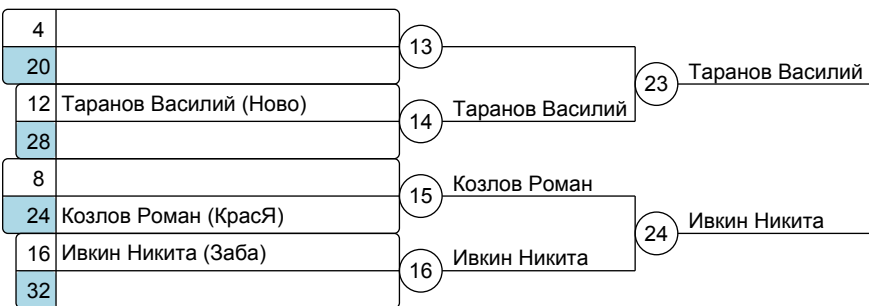 4
13
20
23 Таранов Василий
12 Таранов Василий (Ново)
14 Таранов Василий
28
8
15 Козлов Роман
24 Козлов Роман (КрасЯ)
24 Ивкин Никита
16 Ивкин Никита (Заба)
16 Ивкин Никита
32